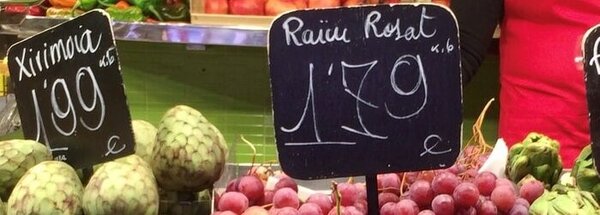 Xirimoia
K.G
1'99
€
Raïm Rosat
K.G
1'79
€